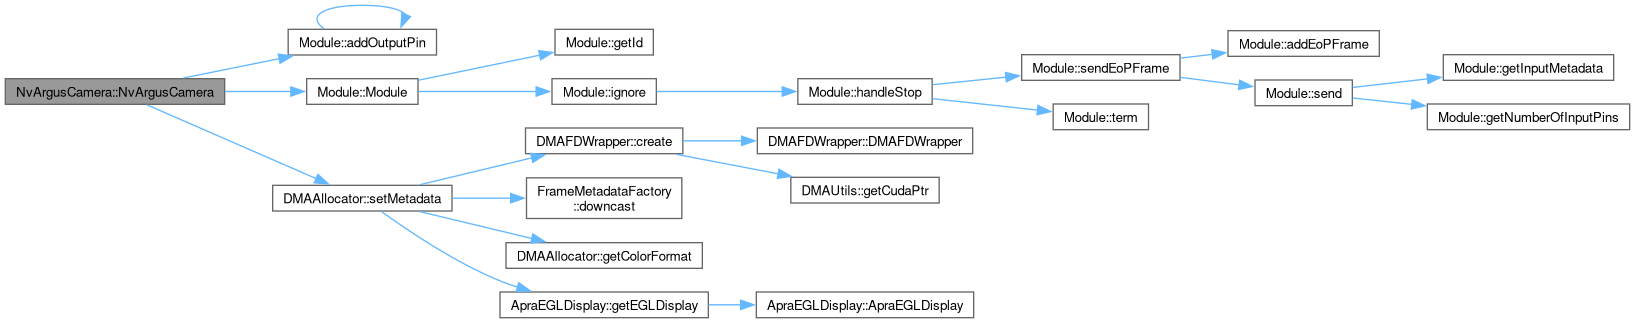 NvArgusCamera::NvArgusCamera
Module::addOutputPin
Module::Module
Module::getId
Module::ignore
Module::handleStop
Module::sendEoPFrame
Module::addEoPFrame
Module::send
Module::getInputMetadata
Module::getNumberOfInputPins
Module::term
DMAAllocator::setMetadata
DMAFDWrapper::create
DMAFDWrapper::DMAFDWrapper
DMAUtils::getCudaPtr
FrameMetadataFactory
::downcast
DMAAllocator::getColorFormat
ApraEGLDisplay::getEGLDisplay
ApraEGLDisplay::ApraEGLDisplay